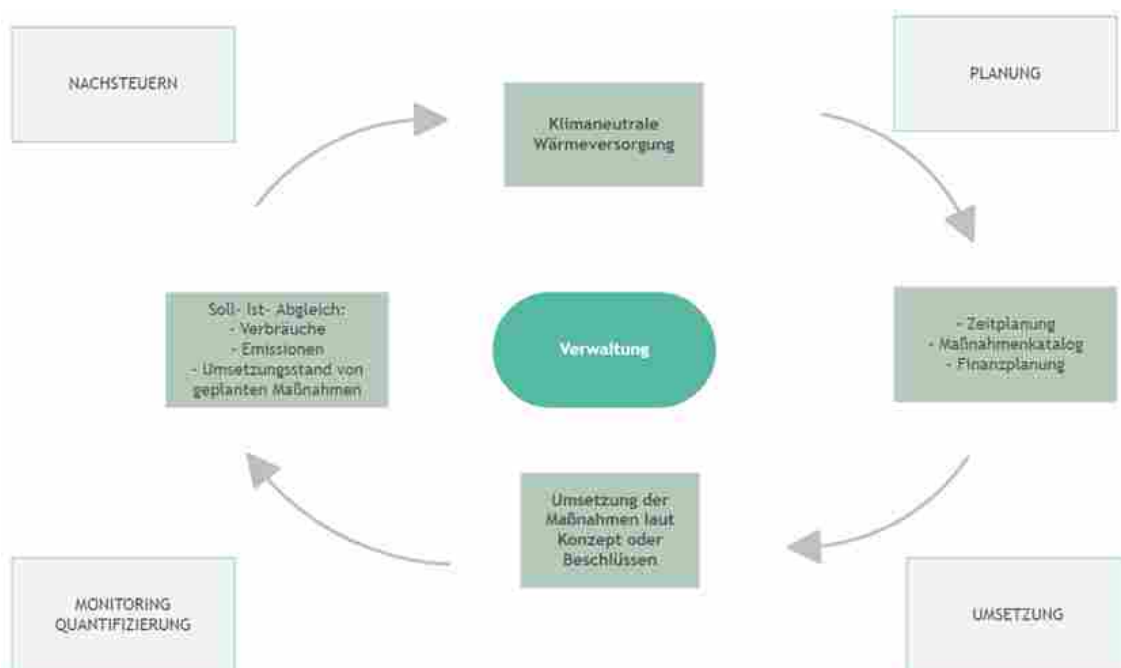 NACHSTEUERN
PLANUNG
Klimaneutrale
Wärmeversorgung
Soll- Ist- Abgleich:
- Verbräuche
- Emissionen
- Umsetzungsstand von
geplanten Maßnahmen
Verwaltung
- Zeitplanung
- Maßnahmenkatalog
- Finanzplanung
Umsetzung der
Maßnahmen laut
Konzept oder
Beschlüssen
MONITORING
QUANTIFIZIERUNG
UMSETZUNG